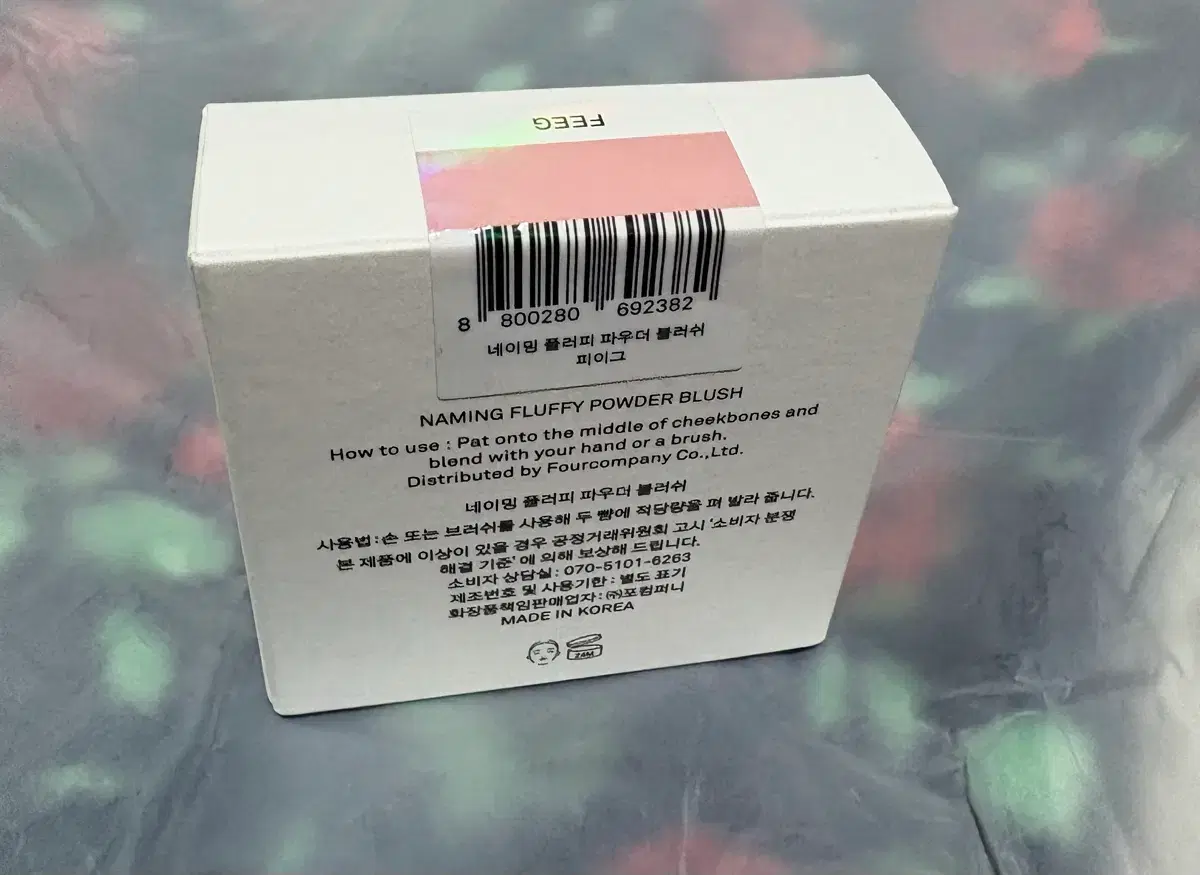 FEEG
8 800280 692382
네이밍 플러피 파우더 블러쉬
피이그
NAMING FLUFFY POWDER BLUSH
How to use : Pat onto the middle of cheekbones and
blend with your hand or a brush.
Distributed by Fourcompany Co.,Ltd.
네이밍 플러피 파우더 블러쉬
사용법 : 손 또는 브러쉬를 사용해 두 뺨에 적당량을 펴 발라 줍니다.
본 제품에 이상이 있을 경우 공정거래위원회 고시 '소비자 분쟁
해결 기준'에 의해 보상해 드립니다.
소비자 상담실 : 070-5101-6263
제조번호 및 사용기한 : 별도 표기
화장품책임판매업자 : ㈜포컴퍼니
MADE IN KOREA
24M